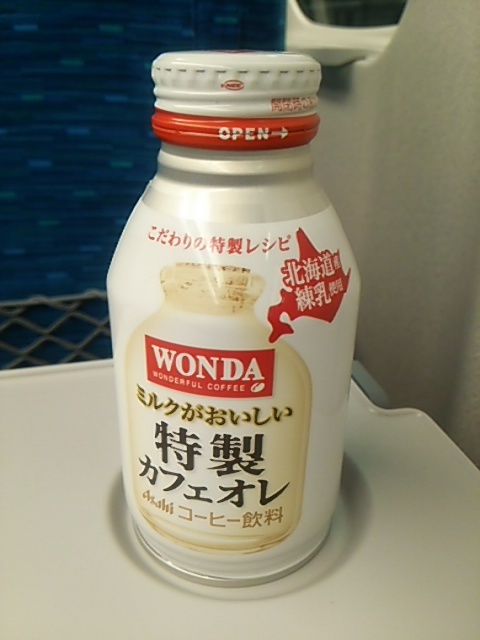 OPEN→
こだわりの特製レシピ
北海道産
練乳使用
WONDA
WONDERFUL COFFEE
ミルクがおいしい
特製
カフェオレ
Asahi コーヒー飲料